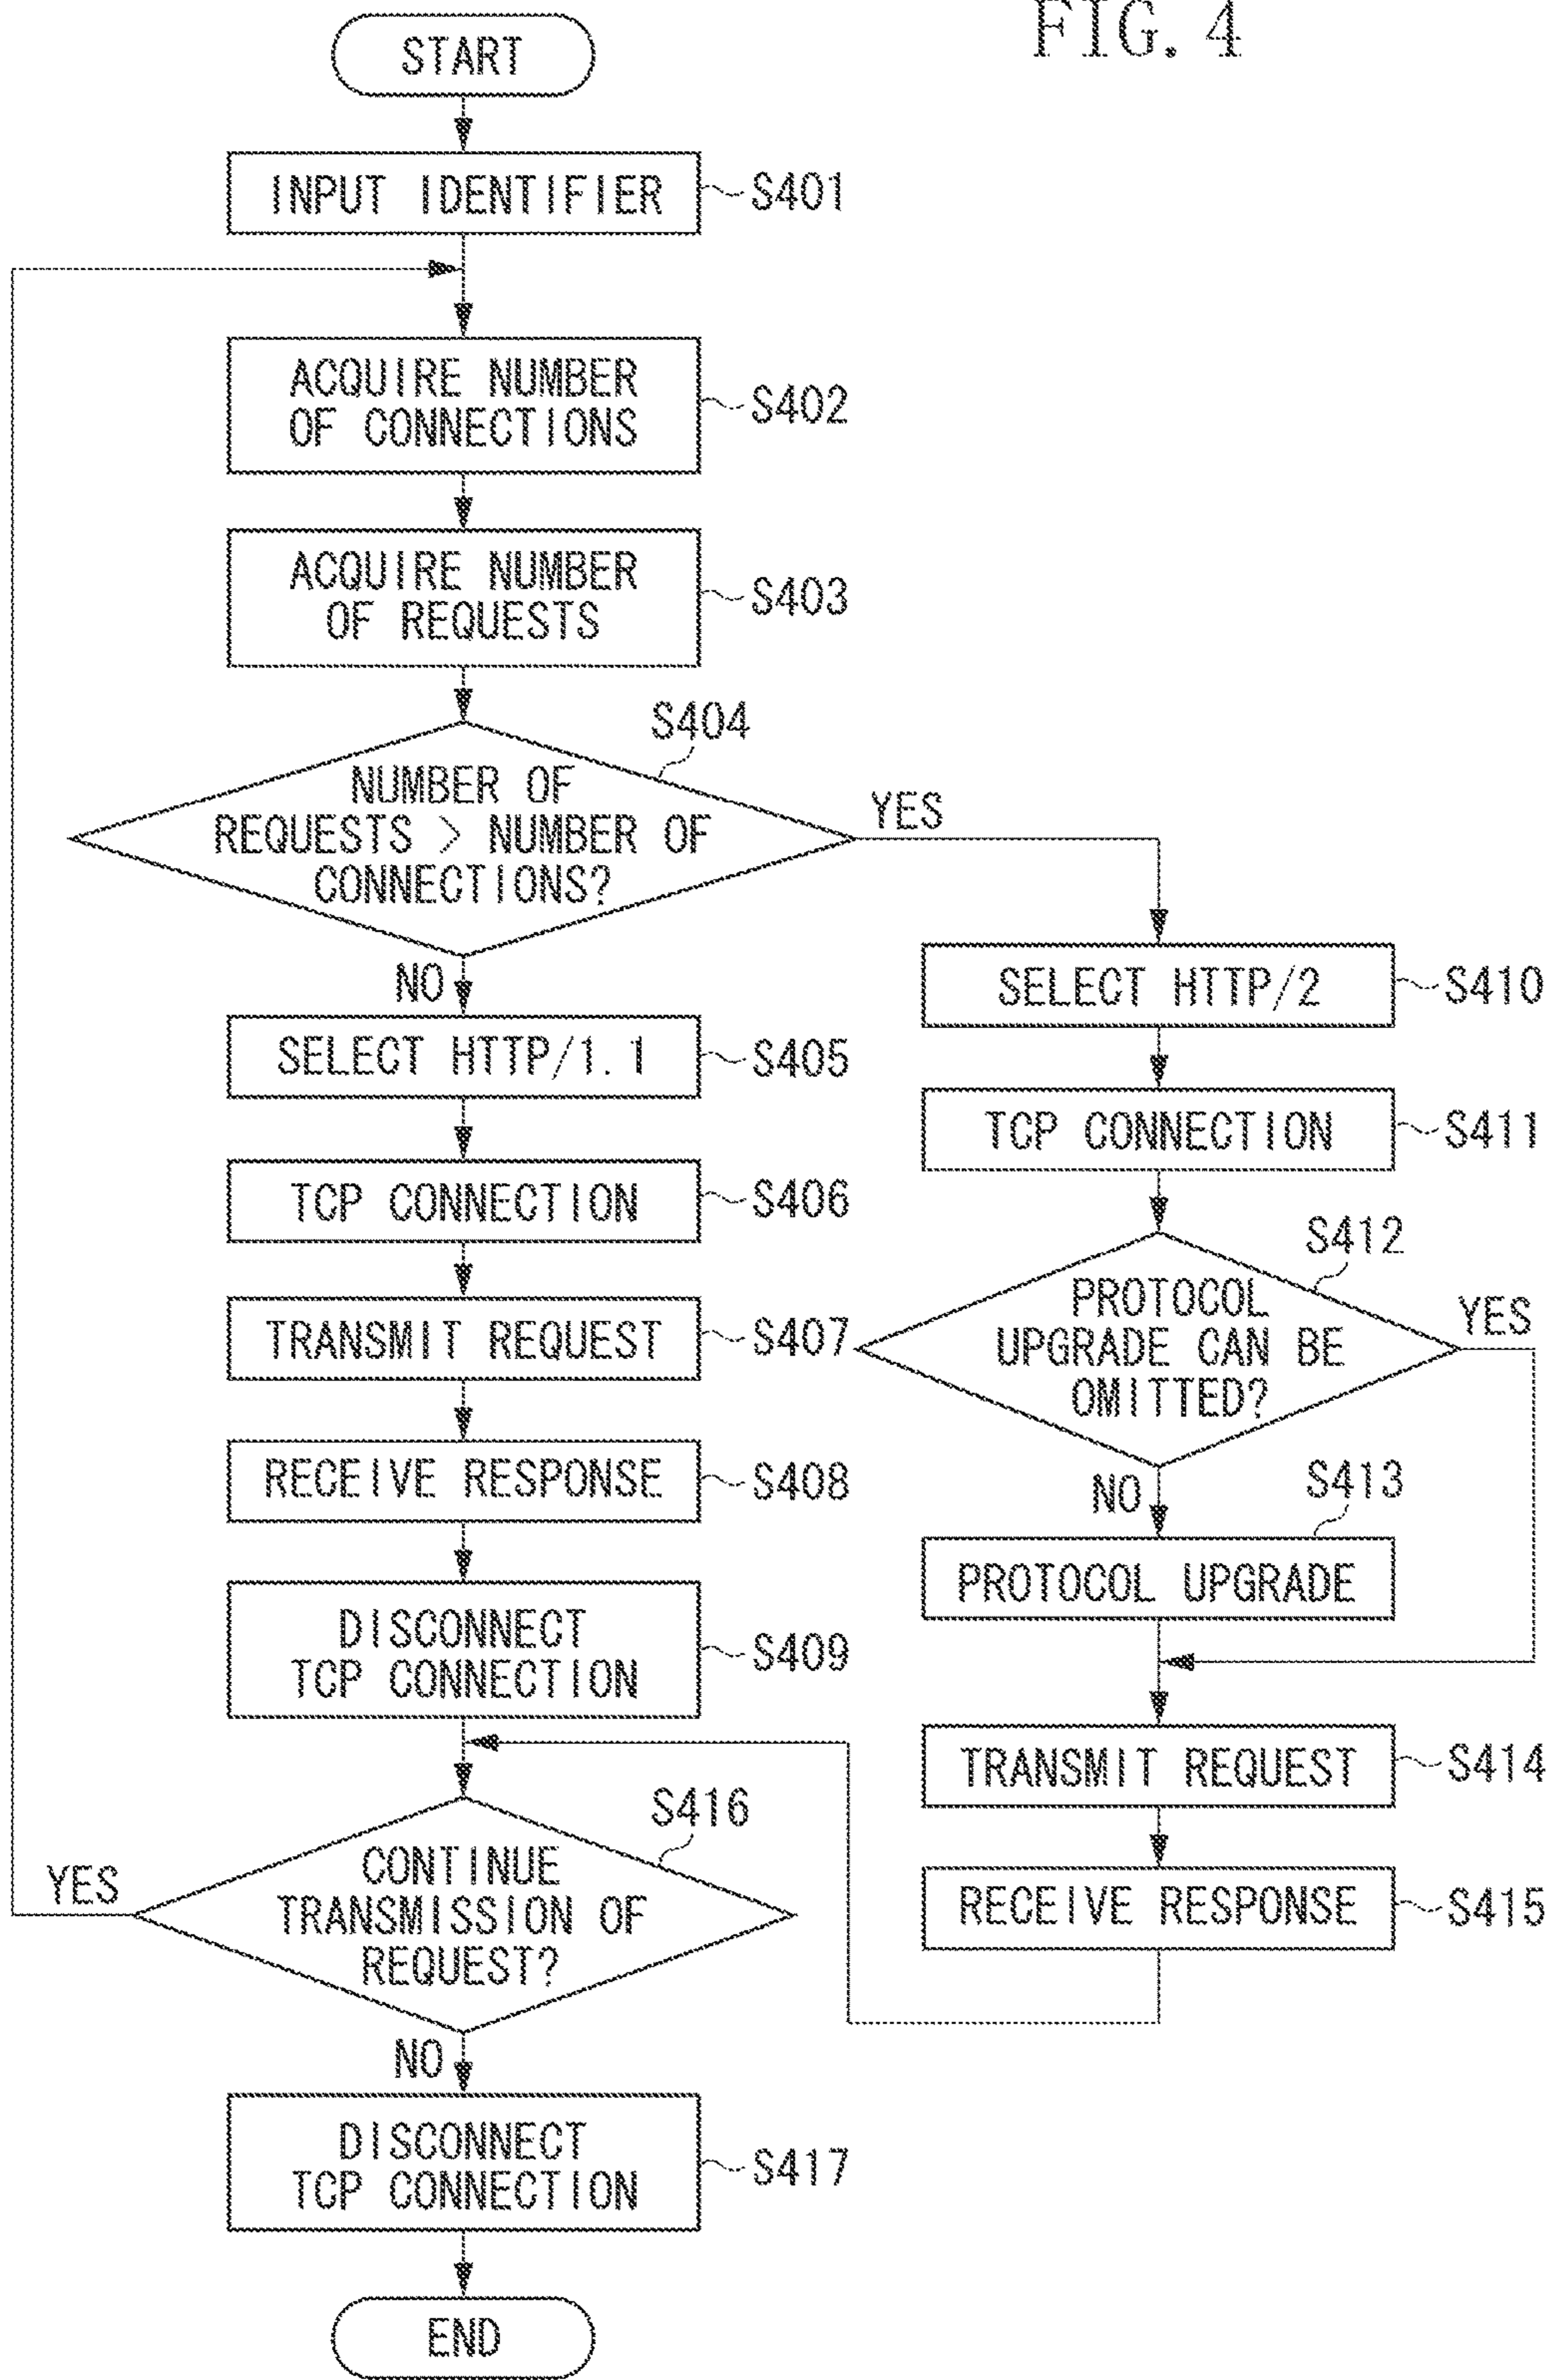 FIG. 4
START
INPUT IDENTIFIER
S401
ACQUIRE NUMBER
OF CONNECTIONS
S402
ACQUIRE NUMBER
OF REQUESTS
S403
S404
NUMBER OF
REQUESTS > NUMBER OF
CONNECTIONS?
YES
NO
SELECT HTTP/1.1
S405
TCP CONNECTION
S406
TRANSMIT REQUEST
S407
RECEIVE RESPONSE
S408
DISCONNECT
TCP CONNECTION
S409
SELECT HTTP/2
S410
TCP CONNECTION
S411
S412
PROTOCOL
UPGRADE CAN BE
OMITTED?
YES
NO
S413
PROTOCOL UPGRADE
TRANSMIT REQUEST
S414
RECEIVE RESPONSE
S415
S416
CONTINUE
TRANSMISSION OF
REQUEST?
YES
NO
DISCONNECT
TCP CONNECTION
S417
END